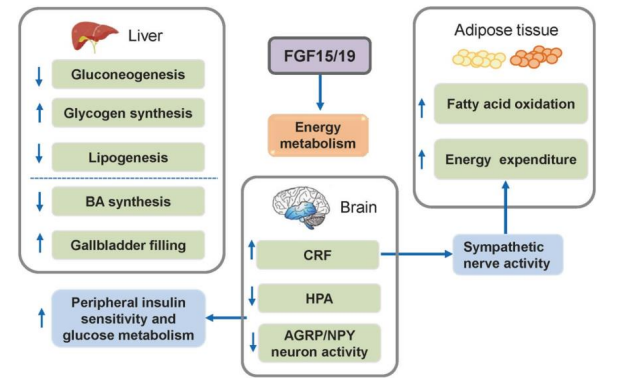 Liver
Gluconeogenesis
Glycogen synthesis
Lipogenesis
BA synthesis
Gallbladder filling
FGF15/19
Energy
metabolism
Adipose tissue
Fatty acid oxidation
Energy expenditure
Brain
CRF
HPA
AGRP/NPY
neuron activity
Sympathetic
nerve activity
Peripheral insulin
sensitivity and
glucose metabolism